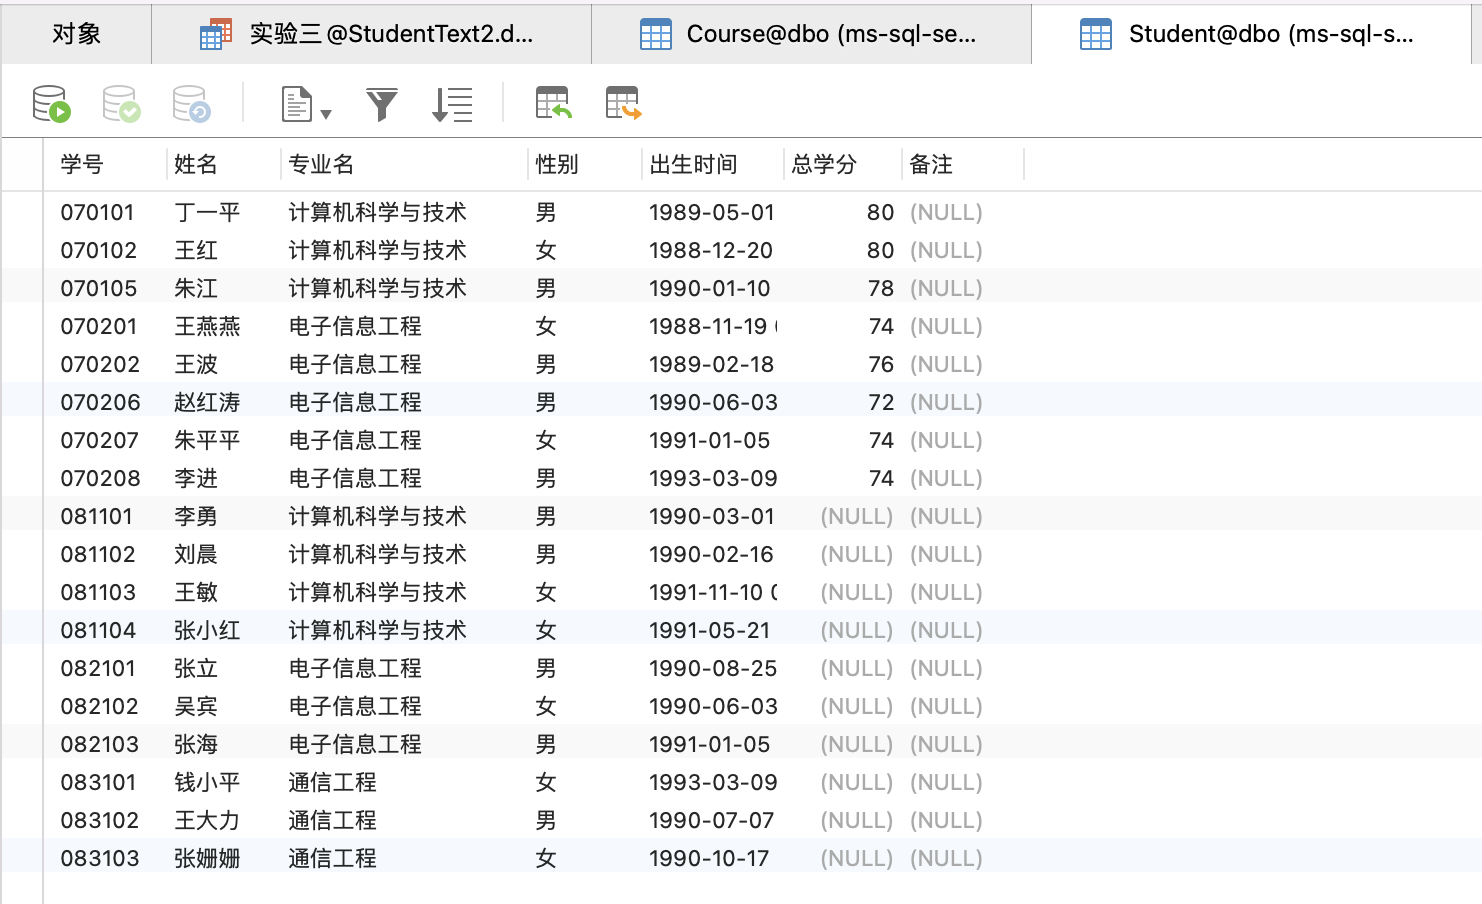 对象 实验三@StudentText2.d... Course@dbo (ms-sql-se... Student@dbo (ms-sql-s...
学号 姓名 专业名 性别 出生时间 总学分 备注
070101 丁一平 计算机科学与技术 男 1989-05-01 80 (NULL)
070102 王红 计算机科学与技术 女 1988-12-20 80 (NULL)
070105 朱江 计算机科学与技术 男 1990-01-10 78 (NULL)
070201 王燕燕 电子信息工程 女 1988-11-19 74 (NULL)
070202 王波 电子信息工程 男 1989-02-18 76 (NULL)
070206 赵红涛 电子信息工程 男 1990-06-03 72 (NULL)
070207 朱平平 电子信息工程 女 1991-01-05 74 (NULL)
070208 李进 电子信息工程 男 1993-03-09 74 (NULL)
081101 李勇 计算机科学与技术 男 1990-03-01 (NULL) (NULL)
081102 刘晨 计算机科学与技术 男 1990-02-16 (NULL) (NULL)
081103 王敏 计算机科学与技术 女 1991-11-10 (NULL) (NULL)
081104 张小红 计算机科学与技术 女 1991-05-21 (NULL) (NULL)
082101 张立 电子信息工程 男 1990-08-25 (NULL) (NULL)
082102 吴宾 电子信息工程 女 1990-06-03 (NULL) (NULL)
082103 张海 电子信息工程 男 1991-01-05 (NULL) (NULL)
083101 钱小平 通信工程 女 1993-03-09 (NULL) (NULL)
083102 王大力 通信工程 男 1990-07-07 (NULL) (NULL)
083103 张姗姗 通信工程 女 1990-10-17 (NULL) (NULL)